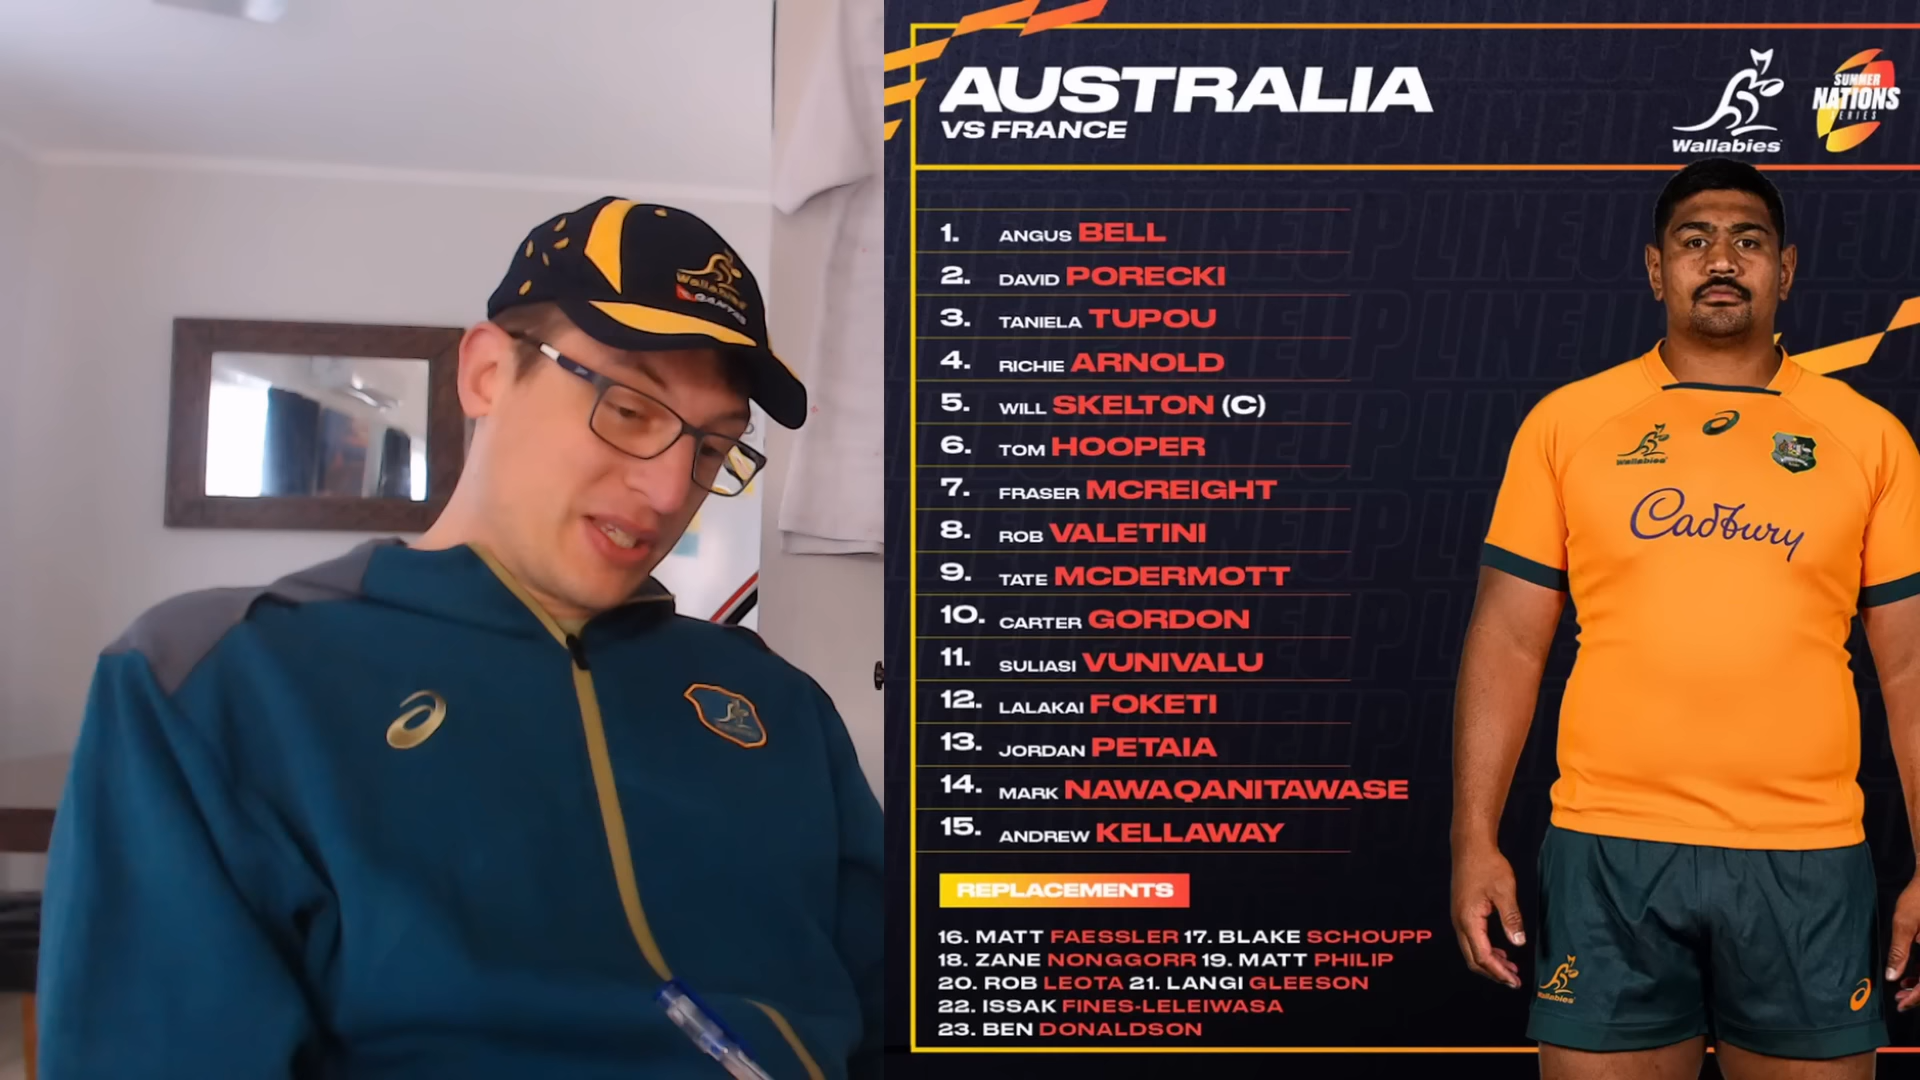 AUSTRALIA
VS FRANCE
Wallabies
SUMMER
NATIONS
SERIES
1. ANGUS BELL
2. DAVID PORECKI
3. TANIELA TUPOU
4. RICHIE ARNOLD
5. WILL SKELTON (C)
6. TOM HOOPER
7. FRASER MCREIGHT
8. ROB VALETINI
9. TATE MCDERMOTT
10. CARTER GORDON
11. SULIASI VUNIVALU
12. LALAKAI FOKETI
13. JORDAN PETAIA
14. MARK NAWAQANITAWASE
15. ANDREW KELLAWAY
REPLACEMENTS
16. MATT FAESSLER 17. BLAKE SCHOUPP
18. ZANE NONGGORR 19. MATT PHILIP
20. ROB LEOTA 21. LANGI GLEESON
22. ISSAK FINES-LELEIWASA
23. BEN DONALDSON
Wallabies
Cadbury
Wallabies
Wallabies
QANTAS